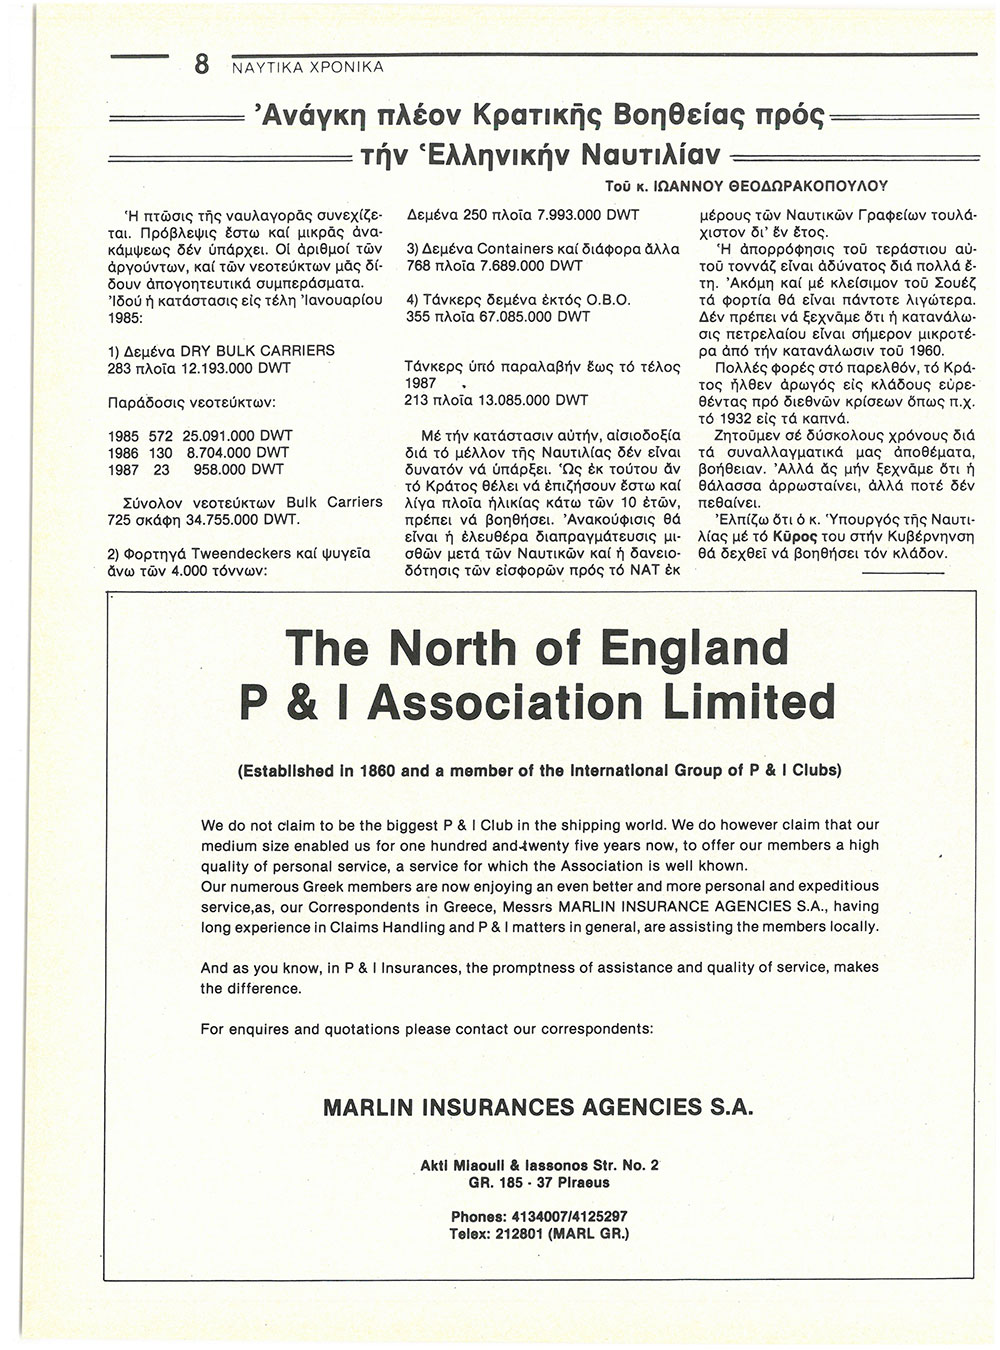 8 ΝΑΥΤΙΚΑ ΧΡΟΝΙΚΑ
Ἀνάγκη πλέον Κρατικῆς Βοηθείας πρός
τήν Ἑλληνικήν Ναυτιλίαν
Τοῦ κ. ΙΩΑΝΝΟΥ ΘΕΟΔΩΡΑΚΟΠΟΥΛΟΥ
Ἡ πτῶσις τῆς ναυλαγορᾶς συνεχίζε-
ται. Πρόβλεψις ἔστω καί μικρᾶς ἀνα-
κάμψεως δέν ὑπάρχει. Οἱ ἀριθμοί τῶν
ἀργούντων, καί τῶν νεοτεύκτων μᾶς δί-
δουν ἀπογοητευτικά συμπεράσματα.
Ἰδού ἡ κατάστασις εἰς τέλη Ἰανουαρίου
1985:
1) Δεμένα DRY BULK CARRIERS
283 πλοῖα 12.193.000 DWT
Παράδοσις νεοτεύκτων:
1985 572 25.091.000 DWT
1986 130 8.704.000 DWT
1987 23 958.000 DWT
Σύνολον νεοτεύκτων Bulk Carriers
725 σκάφη 34.755.000 DWT.
2) Φορτηγά Tweendeckers καί ψυγεῖα
ἄνω τῶν 4.000 τόννων:
Δεμένα 250 πλοῖα 7.993.000 DWT
3) Δεμένα Containers καί διάφορα ἄλλα
768 πλοῖα 7.689.000 DWT
4) Τάνκερς δεμένα ἐκτός O.B.O.
355 πλοῖα 67.085.000 DWT
Τάνκερς ὑπό παραλαβήν ἕως τό τέλος
1987
213 πλοῖα 13.085.000 DWT
Μέ τήν κατάστασιν αὐτήν, αἰσιοδοξία
διά τό μέλλον τῆς Ναυτιλίας δέν εἶναι
δυνατόν νά ὑπάρξει. Ὡς ἐκ τούτου ἄν
τό Κράτος θέλει νά ἐπιζήσουν ἔστω καί
λίγα πλοῖα ἡλικίας κάτω τῶν 10 ἐτῶν,
πρέπει νά βοηθήσει. Ἀνακούφισις θά
εἶναι ἡ ἐλευθέρα διαπραγμάτευσις μι-
σθῶν μετά τῶν Ναυτικῶν καί ἡ δανειο-
δότησις τῶν εἰσφορῶν πρός τό ΝΑΤ ἐκ
μέρους τῶν Ναυτικῶν Γραφείων τουλά-
χιστον δι' ἕν ἔτος.
Ἡ ἀπορρόφησις τοῦ τεράστιου αὐ-
τοῦ τοννάζ εἶναι ἀδύνατος διά πολλά ἔ-
τη. Ἀκόμη καί μέ κλείσιμον τοῦ Σουέζ
τά φορτία θά εἶναι πάντοτε λιγώτερα.
Δέν πρέπει νά ξεχνᾶμε ὅτι ἡ κατανάλω-
σις πετρελαίου εἶναι σήμερον μικροτέ-
ρα ἀπό τήν κατανάλωσιν τοῦ 1960.
Πολλές φορές στό παρελθόν, τό Κρά-
τος ἦλθεν ἀρωγός εἰς κλάδους εὑρε-
θέντας πρό διεθνῶν κρίσεων ὅπως π.χ.
τό 1932 εἰς τά καπνά.
Ζητοῦμεν σέ δύσκολους χρόνους διά
τά συναλλαγματικά μας ἀποθέματα,
βοήθειαν. Ἀλλά ἄς μήν ξεχνᾶμε ὅτι ἡ
θάλασσα ἀρρωσταίνει, ἀλλά ποτέ δέν
πεθαίνει.
Ἐλπίζω ὅτι ὁ κ. Ὑπουργός τῆς Ναυτι-
λίας μέ τό Κῦρος του στήν Κυβέρνηνση
θά δεχθεῖ νά βοηθήσει τόν κλάδον.
The North of England
P & I Association Limited
(Established in 1860 and a member of the International Group of P & I Clubs)
We do not claim to be the biggest P & I Club in the shipping world. We do however claim that our
medium size enabled us for one hundred and-twenty five years now, to offer our members a high
quality of personal service, a service for which the Association is well khown.
Our numerous Greek members are now enjoying an even better and more personal and expeditious
service,as, our Correspondents in Greece, Messrs MARLIN INSURANCE AGENCIES S.A., having
long experience in Claims Handling and P & I matters in general, are assisting the members locally.
And as you know, in P & I Insurances, the promptness of assistance and quality of service, makes
the difference.
For enquires and quotations please contact our correspondents:
MARLIN INSURANCES AGENCIES S.A.
Akti Miaouli & Iassonos Str. No. 2
GR. 185 - 37 Piraeus
Phones: 4134007/4125297
Telex: 212801 (MARL GR.)